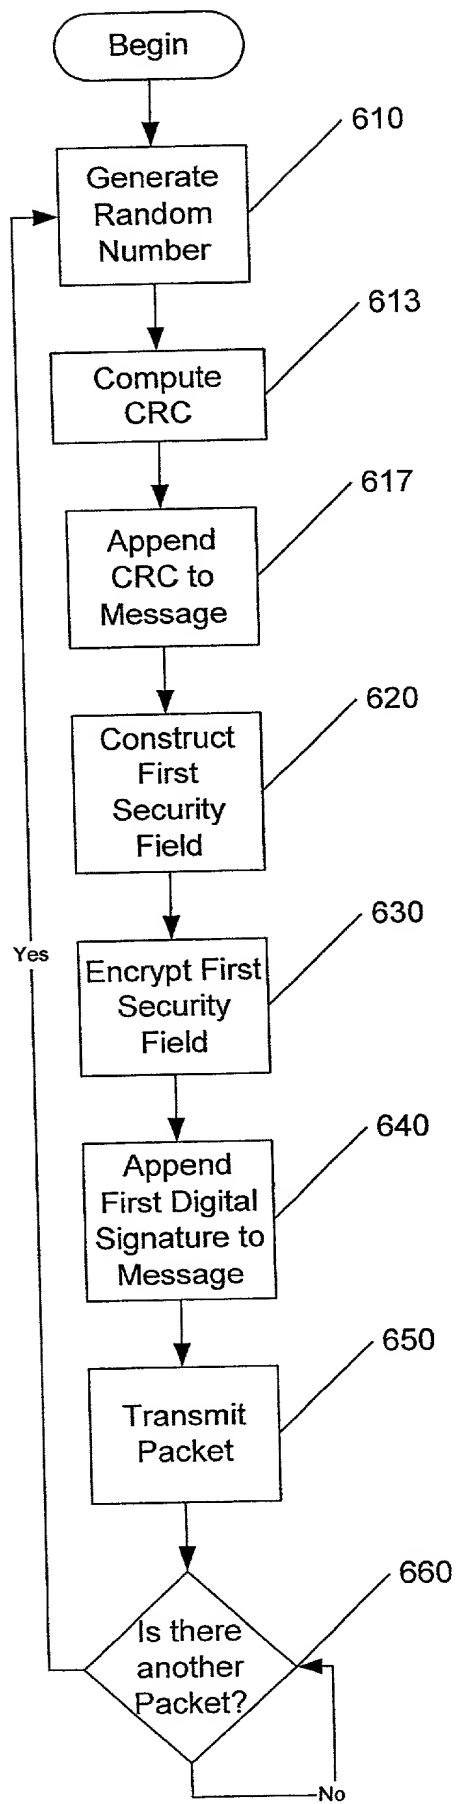 Begin
610
Generate
Random
Number
613
Compute
CRC
617
Append
CRC to
Message
620
Construct
First
Security
Field
630
Encrypt First
Security
Field
640
Append
First Digital
Signature to
Message
650
Transmit
Packet
660
Is there
another
Packet?
Yes
No